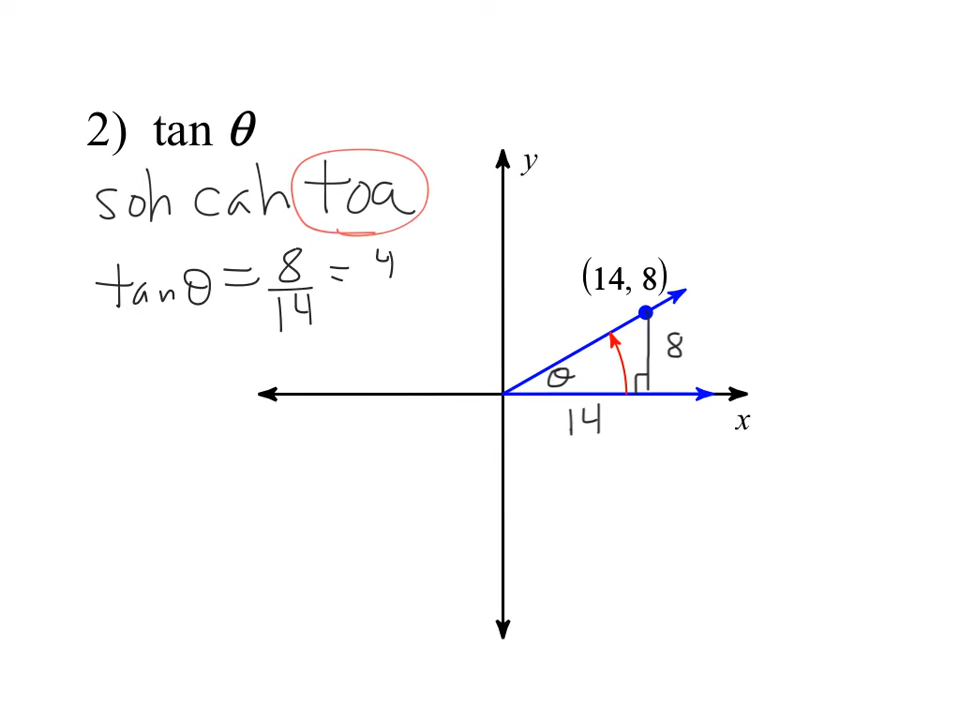 2) tan θ
soh cah toa
tanθ = 8/14 = 4
y
(14, 8)
8
θ
14
x